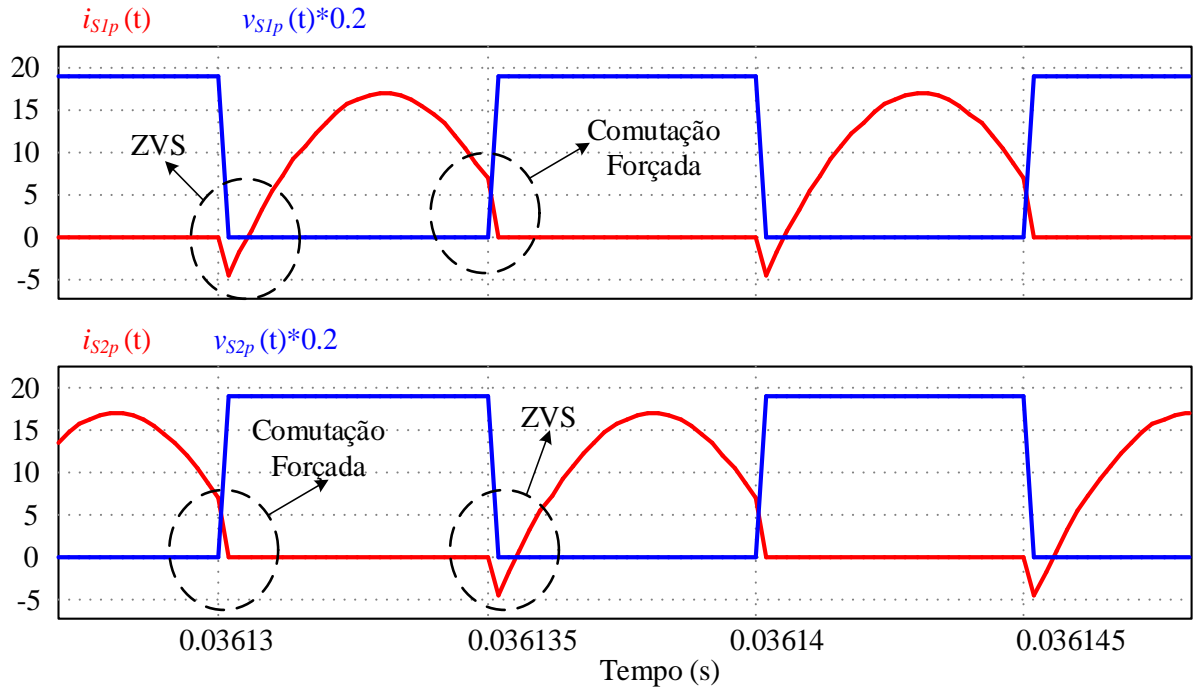 iS1p (t) vS1p (t)*0.2
20
15
10
5
0
-5
ZVS
Comutação
Forçada
iS2p (t) vS2p (t)*0.2
20
15
10
5
0
-5
Comutação
Forçada
ZVS
0.03613 0.036135 0.03614 0.036145
Tempo (s)